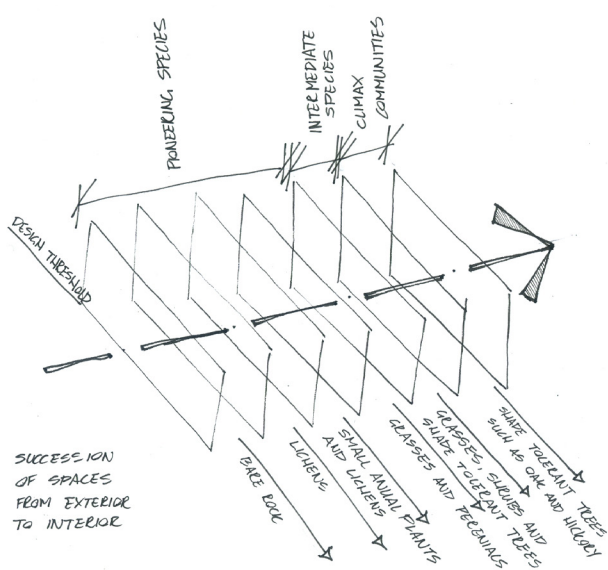 PIONEERING SPECIES
INTERMEDIATE
SPECIES
CLIMAX
COMMUNITIES
DESIGN THRESHOLD
SUCCESSION
OF SPACES
FROM EXTERIOR
TO INTERIOR
BARE ROCK
LICHENS
SMALL ANUAL PLANTS
AND LICHENS
GRASSES AND PERENIALS
GRASSES, SHRUBS AND
SHADE TOLERANT TREES
SHADE TOLERANT TREES
SUCH AS OAK AND HICKORY